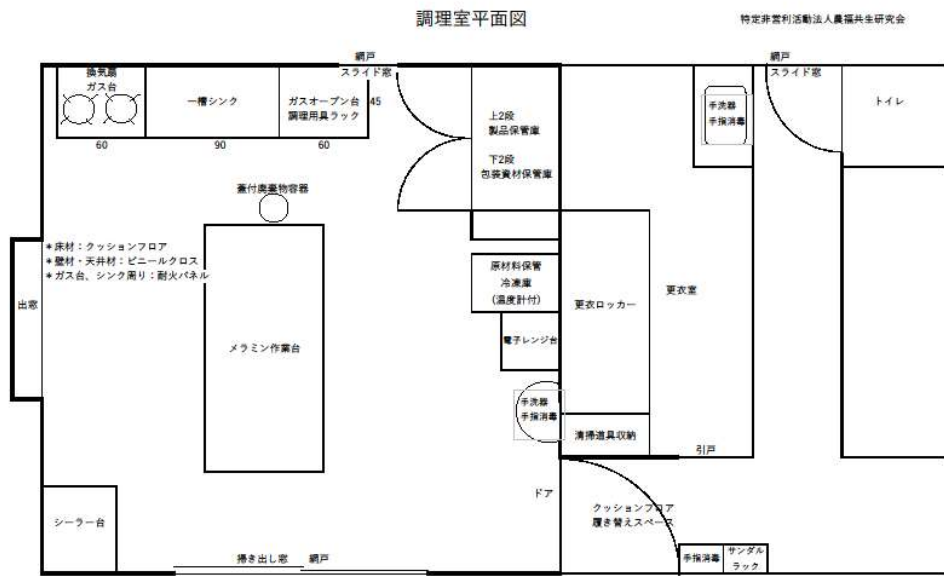 調理室平面図
特定非営利活動法人農福共生研究会
網戸
スライド窓
網戸
スライド窓
換気扇
ガス台
一槽シンク
ガスオーブン台
調理用具ラック
45
60
90
60
上2段
製品保管庫
下2段
包装資材保管庫
手洗器
手指消毒
トイレ
蓋付廃棄物容器
*床材:クッションフロア
*壁材・天井材:ビニールクロス
*ガス台、シンク周り:耐火パネル
出窓
メラミン作業台
原材料保管
冷凍庫
(温度計付)
電子レンジ台
更衣ロッカー
更衣室
手洗器
手指消毒
清掃道具収納
引戸
ドア
クッションフロア
履き替えスペース
シーラー台
掃き出し窓
網戸
手指消毒
サンダル
ラック